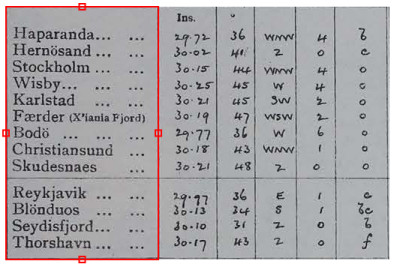 Ins. °
Haparanda... ... 29.72 36 WNW 4 b
Hernösand... ... 30.02 41 Z 0 c
Stockholm ... ... 30.15 44 WNW 4 0
Wisby... ... ... 30.25 45 W 4 0
Karlstad ... ... 30.21 45 SW 2 0
Færder (X'iania Fjord) 30.19 47 WSW 2 0
Bodö ... ... ... 29.77 36 W 6 0
Christiansund ... 30.18 43 WNW 1 0
Skudesnaes ... 30.21 48 Z 0 0
Reykjavik ... ... 36 E 1 c
Blönduos ... 30.13 34 S 1 bc
Seydisfjord... ... 30.10 31 Z 0 b
Thorshavn ... ... 30.17 43 Z 0 f